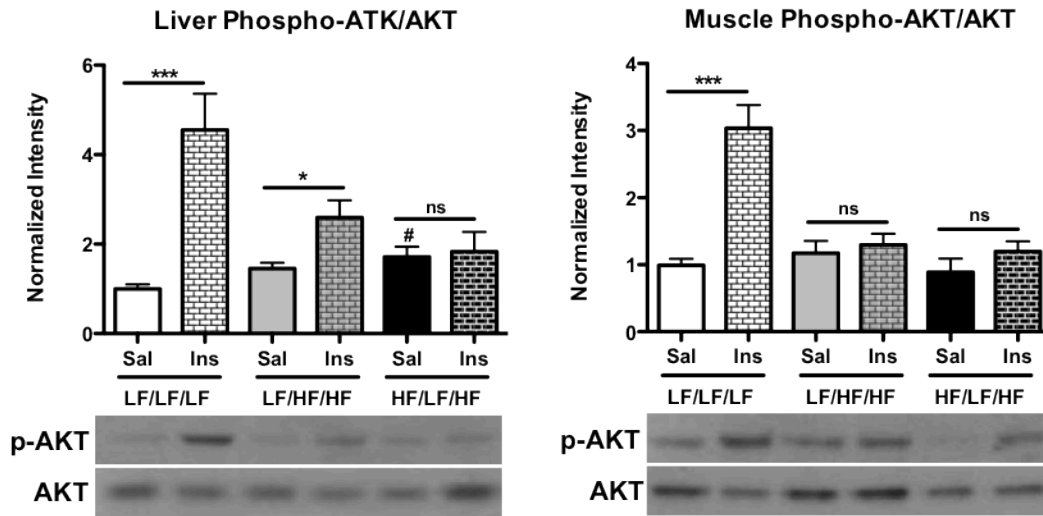 Liver Phospho-ATK/AKT
Normalized Intensity
6
4
2
0
***
*
ns
#
Sal Ins Sal Ins Sal Ins
LF/LF/LF LF/HF/HF HF/LF/HF
p-AKT
AKT
Muscle Phospho-AKT/AKT
Normalized Intensity
4
3
2
1
0
***
ns
ns
Sal Ins Sal Ins Sal Ins
LF/LF/LF LF/HF/HF HF/LF/HF
p-AKT
AKT